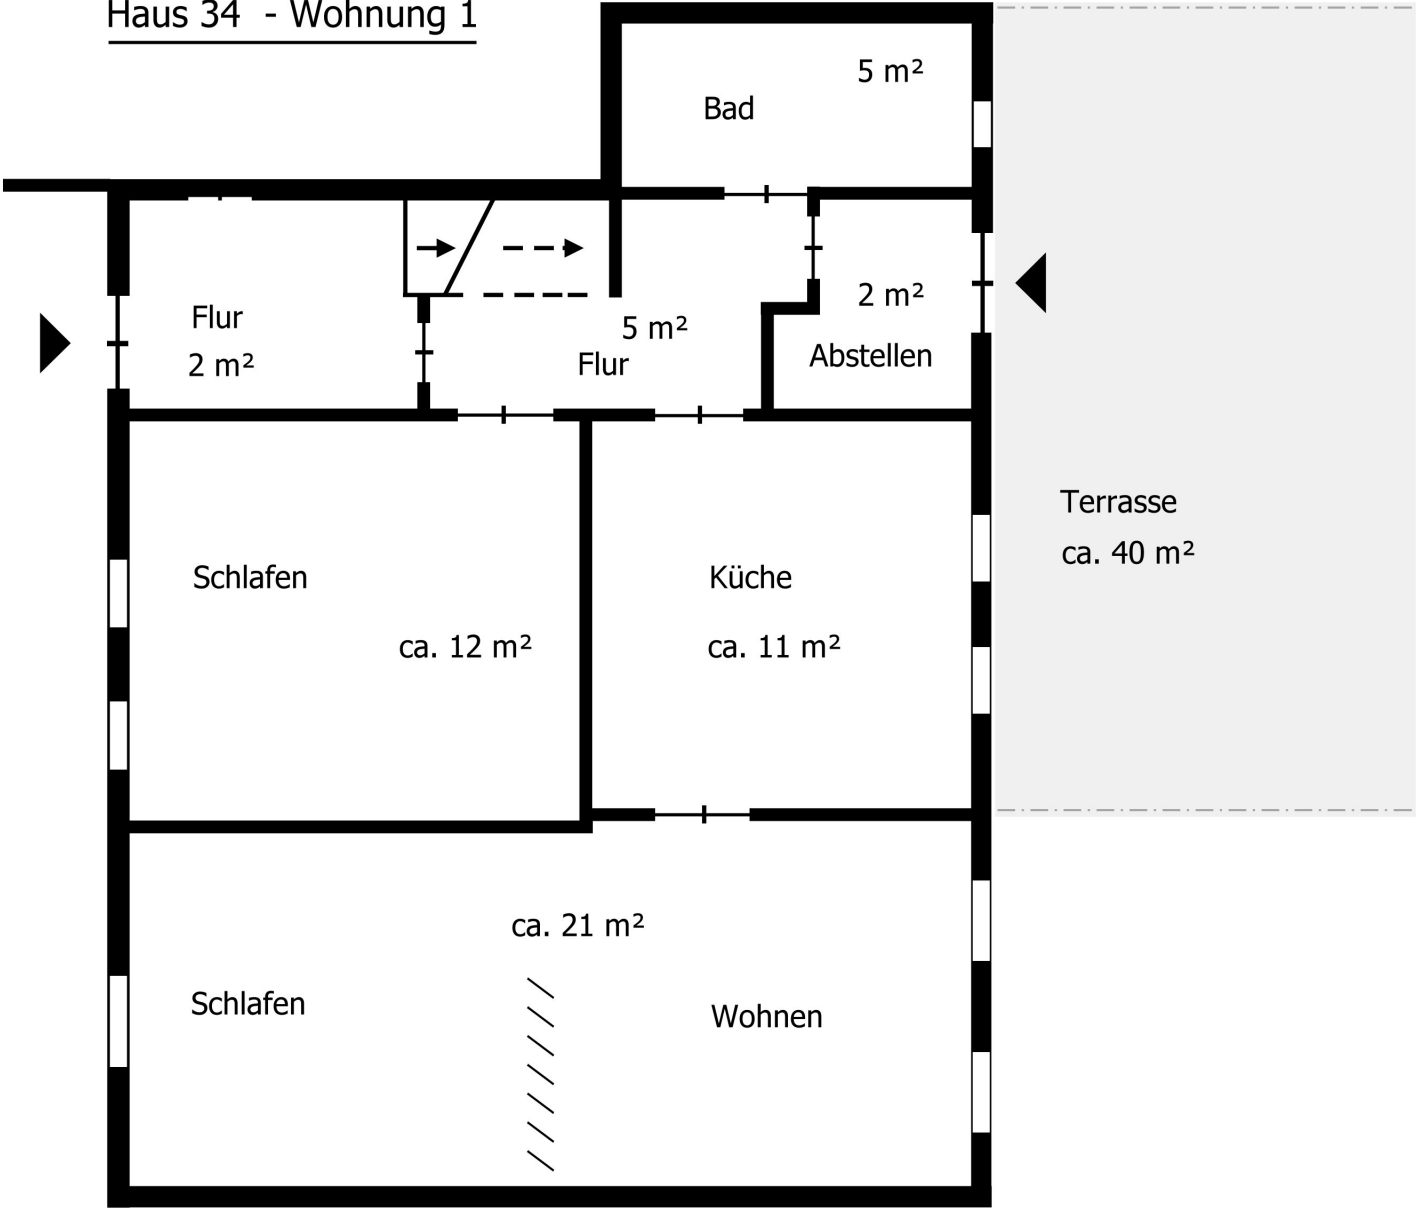 Haus 34 - Wohnung 1
5 m²
Bad
Flur
2 m²
5 m²
Flur
2 m²
Abstellen
Terrasse
ca. 40 m²
Schlafen
ca. 12 m²
Küche
ca. 11 m²
ca. 21 m²
Schlafen
Wohnen